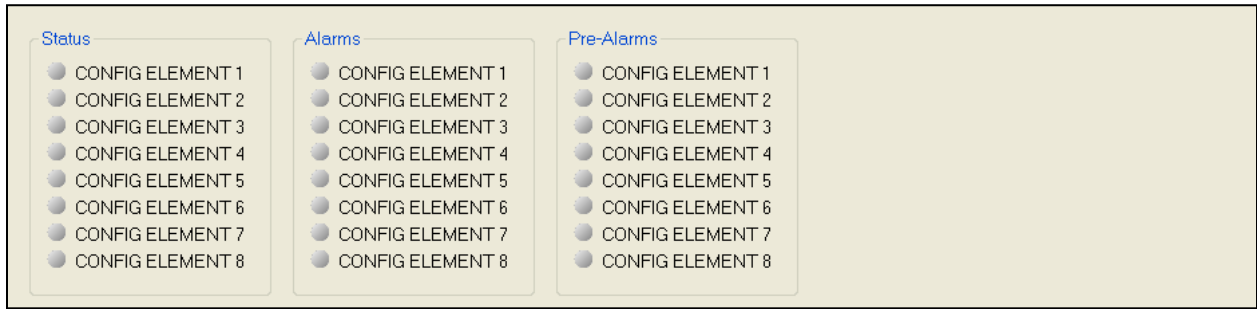 Status
CONFIG ELEMENT 1
CONFIG ELEMENT 2
CONFIG ELEMENT 3
CONFIG ELEMENT 4
CONFIG ELEMENT 5
CONFIG ELEMENT 6
CONFIG ELEMENT 7
CONFIG ELEMENT 8
Alarms
CONFIG ELEMENT 1
CONFIG ELEMENT 2
CONFIG ELEMENT 3
CONFIG ELEMENT 4
CONFIG ELEMENT 5
CONFIG ELEMENT 6
CONFIG ELEMENT 7
CONFIG ELEMENT 8
Pre-Alarms
CONFIG ELEMENT 1
CONFIG ELEMENT 2
CONFIG ELEMENT 3
CONFIG ELEMENT 4
CONFIG ELEMENT 5
CONFIG ELEMENT 6
CONFIG ELEMENT 7
CONFIG ELEMENT 8